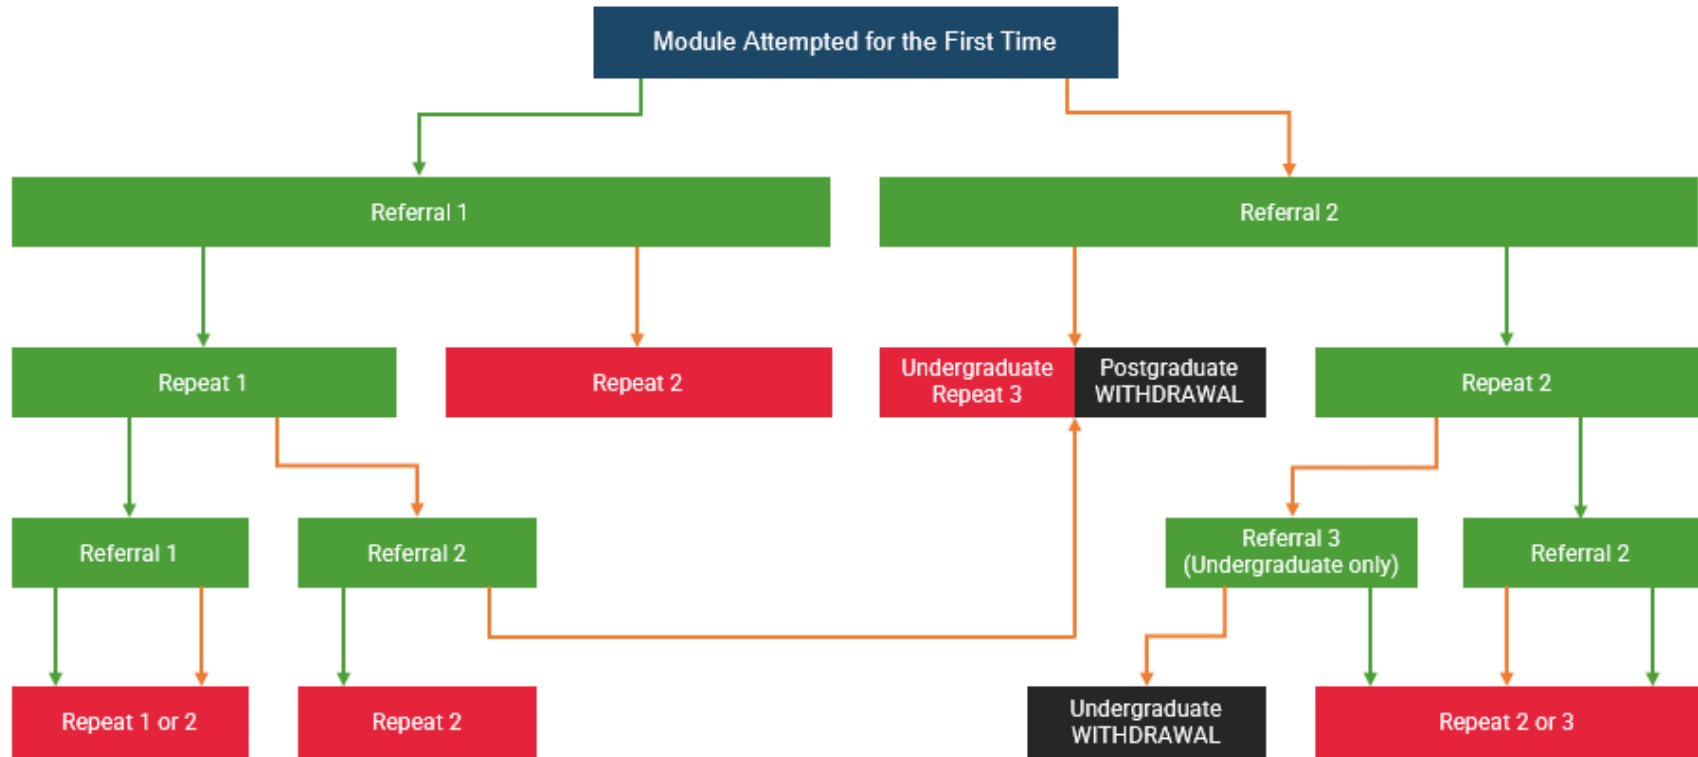 Module Attempted for the First Time
Referral 1
Referral 2
Repeat 1
Repeat 2
Undergraduate
Repeat 3
Postgraduate
WITHDRAWAL
Repeat 2
Referral 1
Referral 2
Referral 3
(Undergraduate only)
Referral 2
Repeat 1 or 2
Repeat 2
Undergraduate
WITHDRAWAL
Repeat 2 or 3